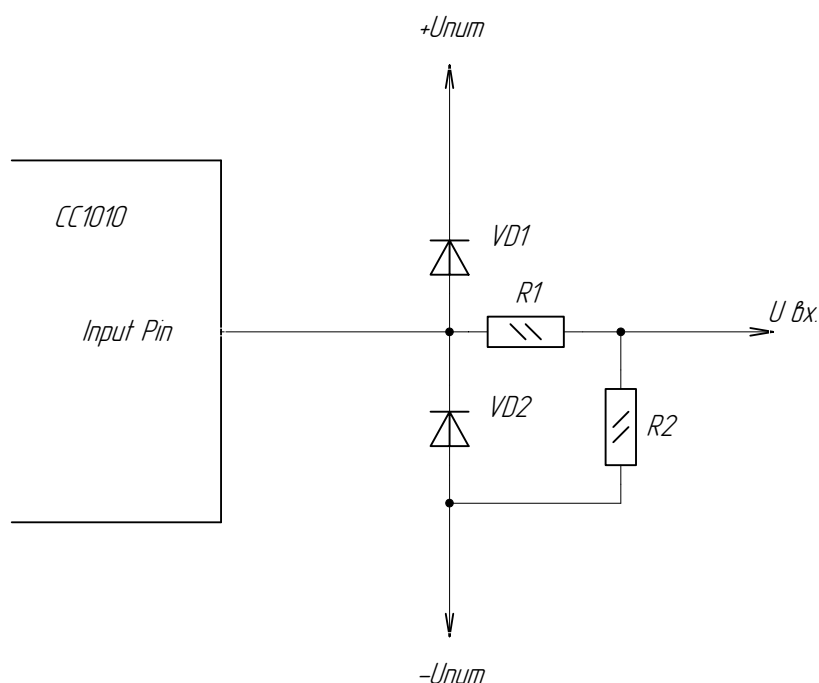 +Uпит
CC1010
VD1
R1
U вх.
Input Pin
VD2
R2
-Uпит